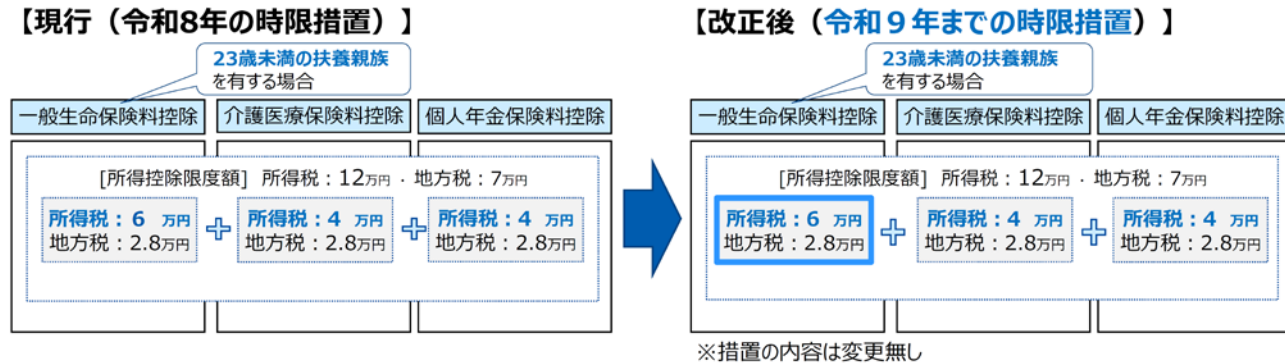 【現行（令和8年の時限措置）】
23歳未満の扶養親族
を有する場合
一般生命保険料控除
介護医療保険料控除
個人年金保険料控除
[所得控除限度額] 所得税：12万円 ・ 地方税：7万円
所得税：6 万円
地方税：2.8万円
所得税：4 万円
地方税：2.8万円
所得税：4 万円
地方税：2.8万円
【改正後（令和９年までの時限措置）】
23歳未満の扶養親族
を有する場合
一般生命保険料控除
介護医療保険料控除
個人年金保険料控除
[所得控除限度額] 所得税：12万円 ・ 地方税：7万円
所得税：6 万円
地方税：2.8万円
所得税：4 万円
地方税：2.8万円
所得税：4 万円
地方税：2.8万円
※措置の内容は変更無し